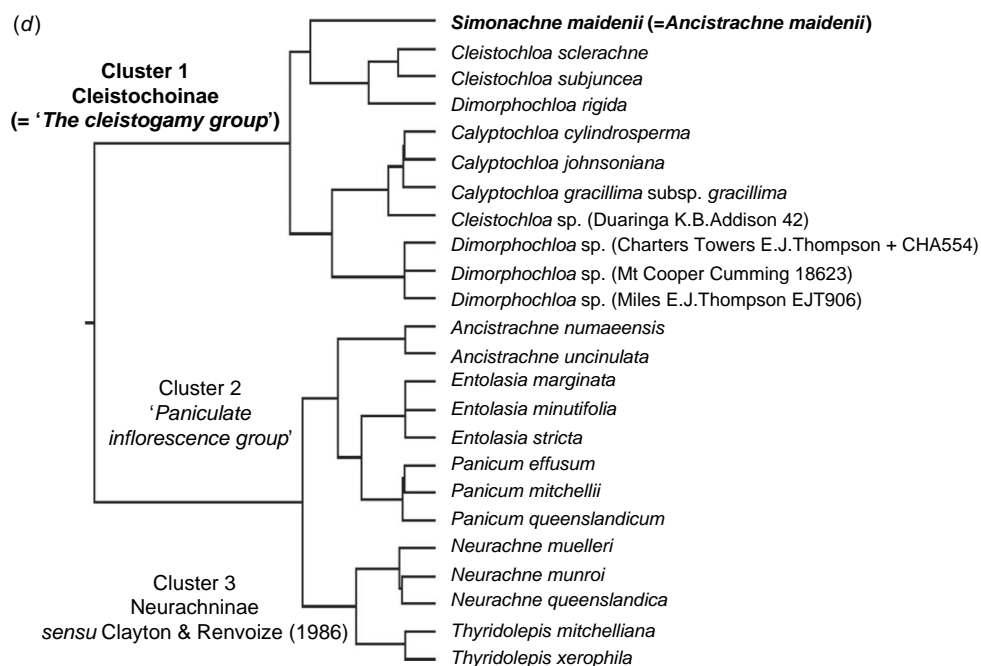 (d)
Simonachne maidenii (=Ancistrachne maidenii)
Cleistochloa sclerachne
Cleistochloa subjuncea
Dimorphochloa rigida
Cluster 1
Cleistochoinae
(= 'The cleistogamy group')
Calyptochloa cylindrosperma
Calyptochloa johnsoniana
Calyptochloa gracillima subsp. gracillima
Cleistochloa sp. (Duaringa K.B.Addison 42)
Dimorphochloa sp. (Charters Towers E.J.Thompson + CHA554)
Dimorphochloa sp. (Mt Cooper Cumming 18623)
Dimorphochloa sp. (Miles E.J.Thompson EJT906)
Ancistrachne numaeensis
Ancistrachne uncinulata
Cluster 2
'Paniculate
inflorescence group'
Entolasia marginata
Entolasia minutifolia
Entolasia stricta
Panicum effusum
Panicum mitchellii
Panicum queenslandicum
Cluster 3
Neurachninae
sensu Clayton & Renvoize (1986)
Neurachne muelleri
Neurachne munroi
Neurachne queenslandica
Thyridolepis mitchelliana
Thyridolepis xerophila